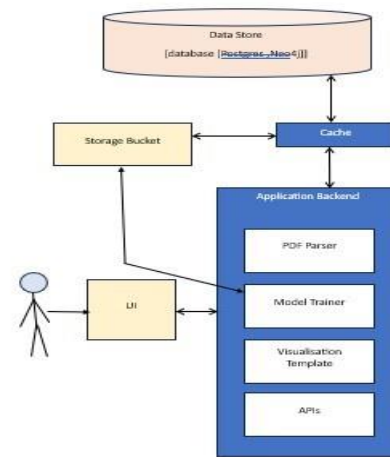 Data Store
[database [Postgres ,Neo4j]]
Cache
Storage Bucket
Application Backend
PDF Parser
UI
Model Trainer
Visualisation
Template
APIs